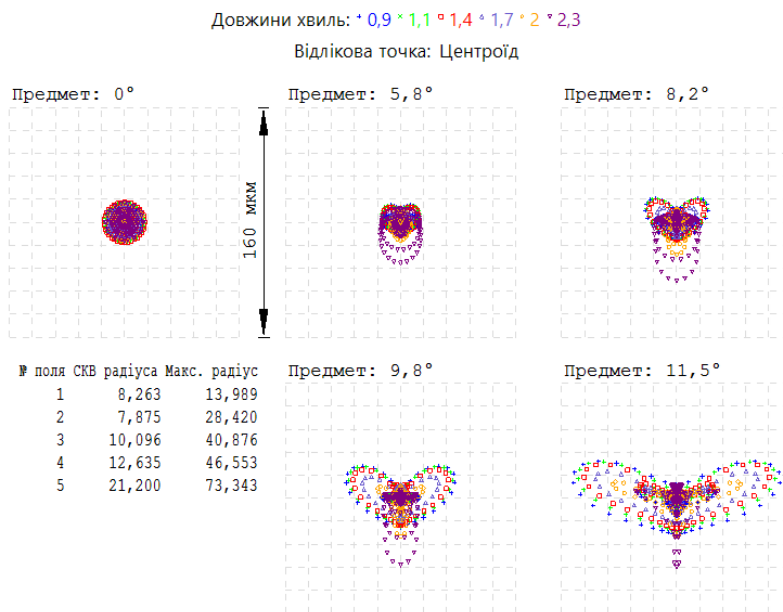 Довжини хвиль: + 0,9 × 1,1 □ 1,4 △ 1,7 ○ 2 ▽ 2,3
Відлікова точка: Центроїд
Предмет: 0°
5,8°
Предмет: 8,2°
160 мкм
№ поля СКВ радіуса Макс. радіус
1 8,263 13,989
2 7,875 28,420
3 10,096 40,876
4 12,635 46,553
5 21,200 73,343
Предмет: 9,8°
Предмет: 11,5°